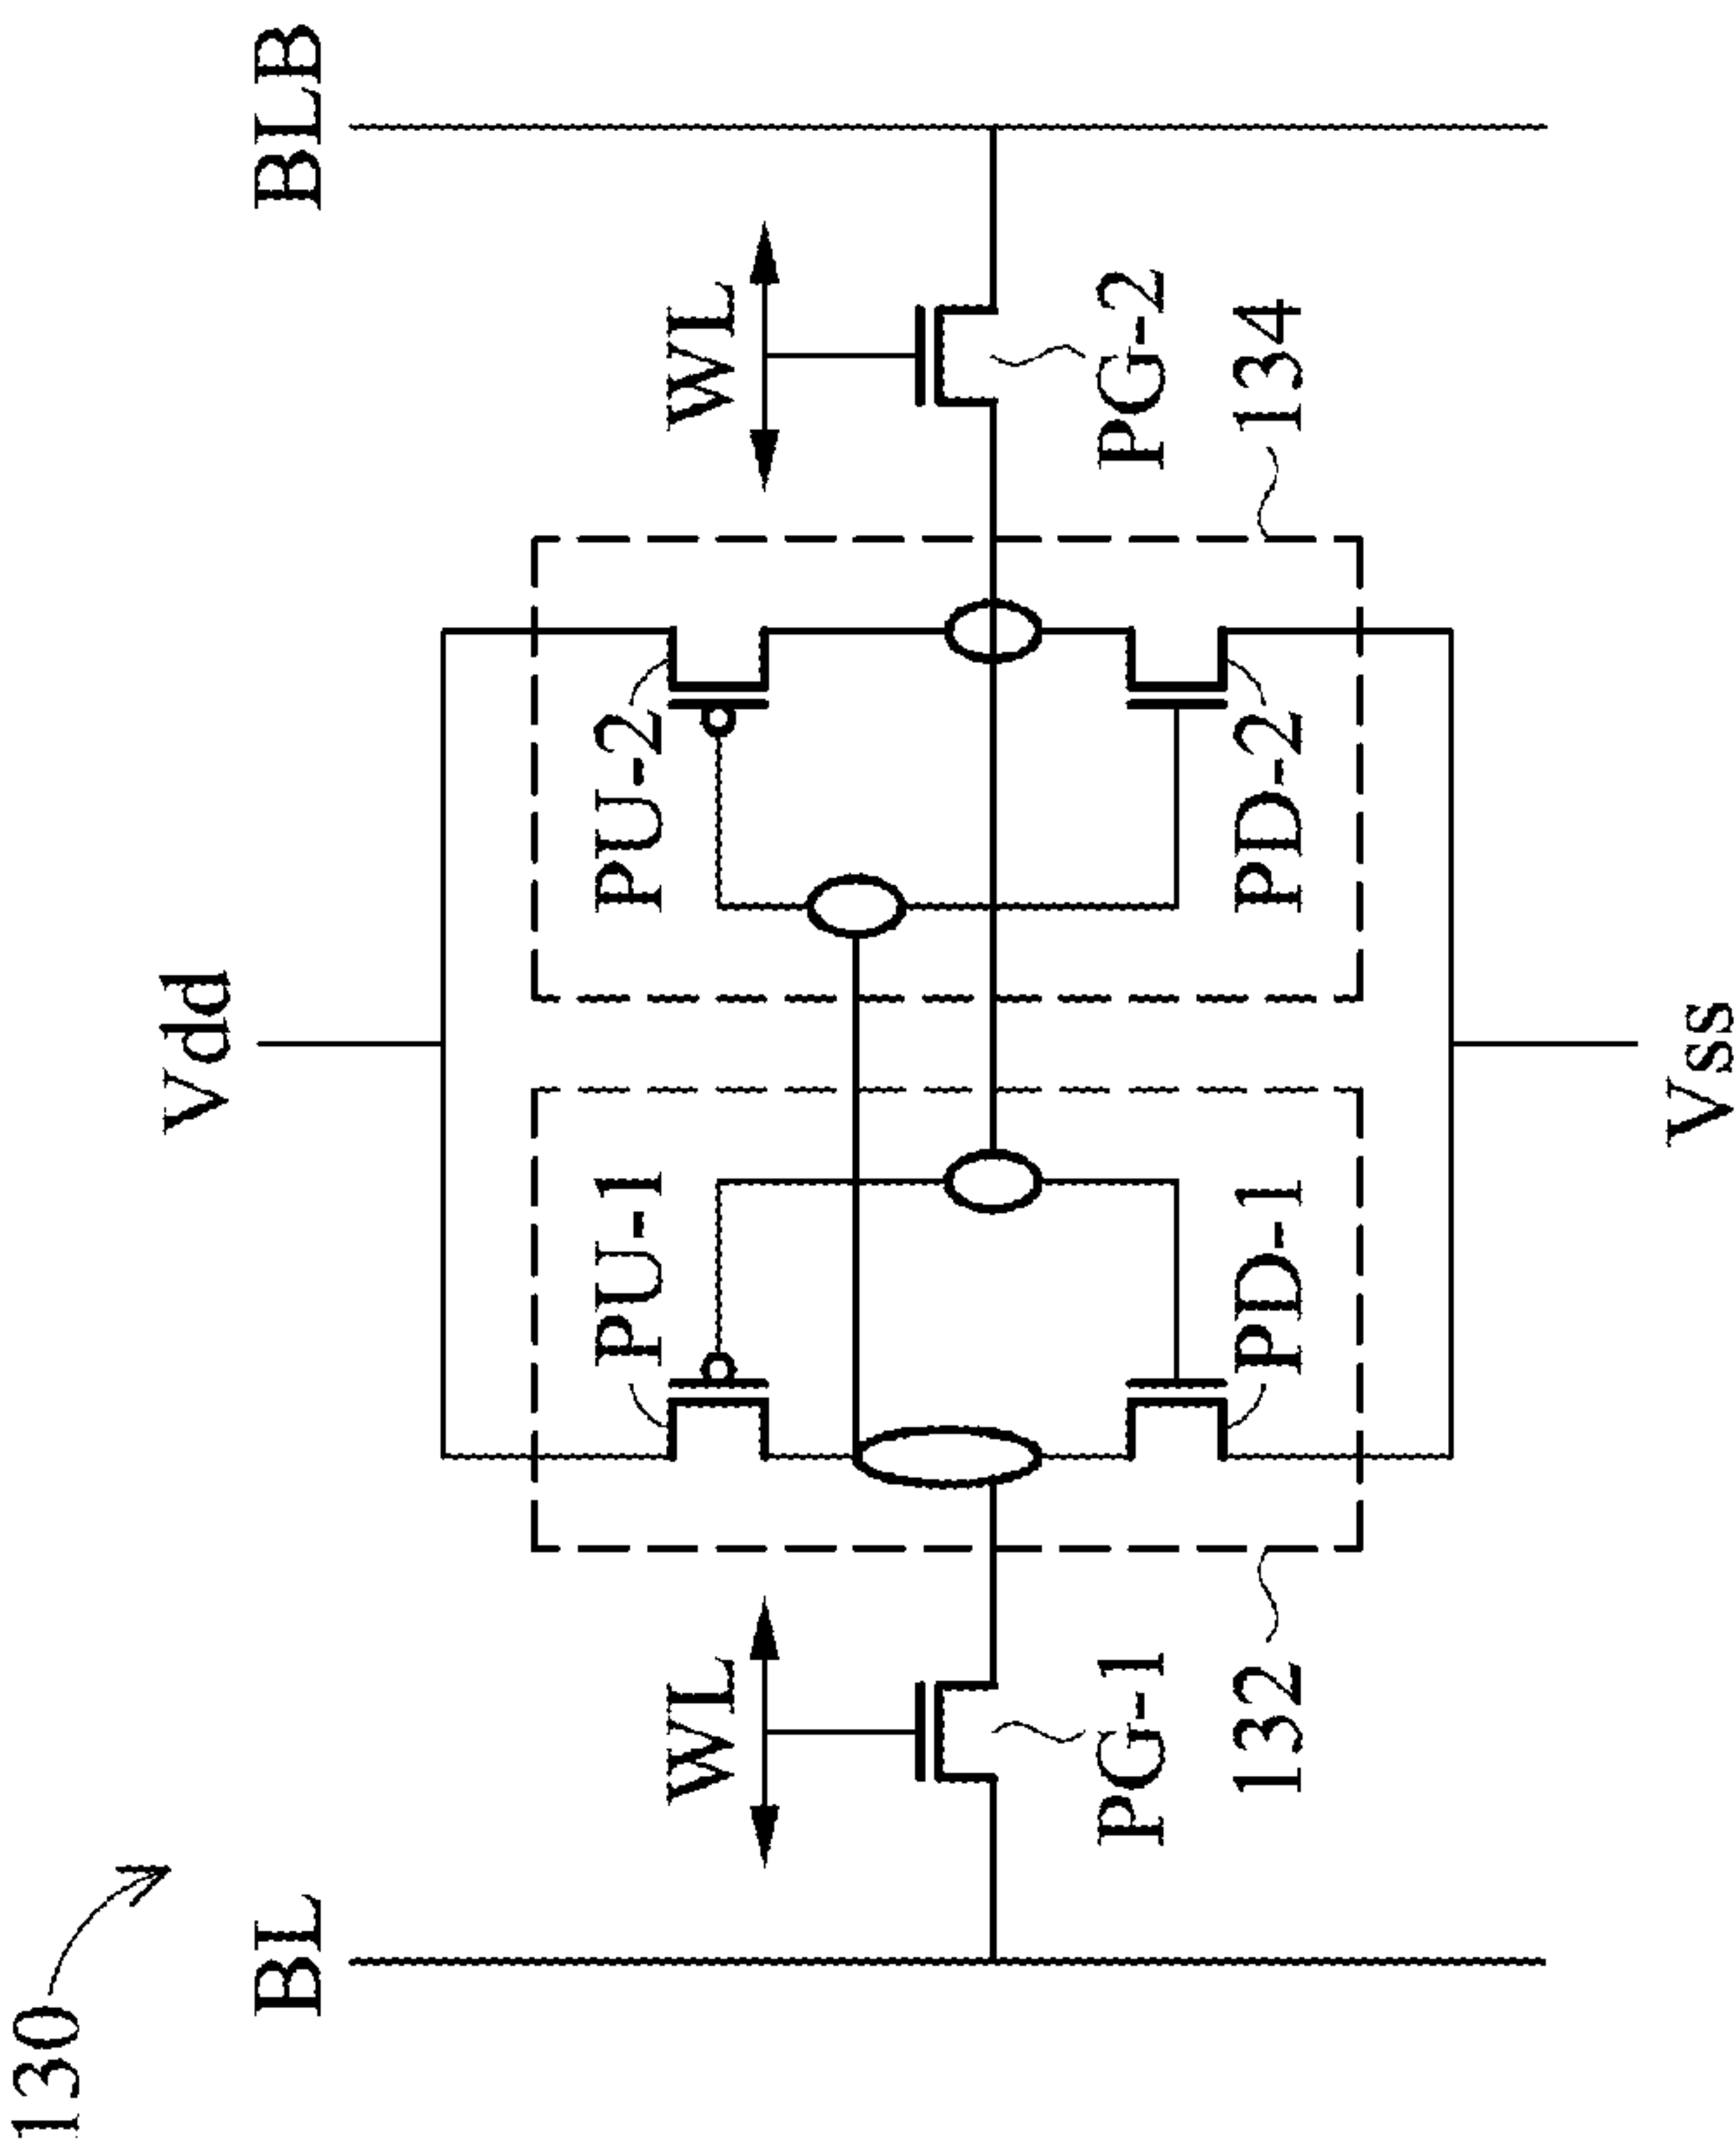 130
BL
BLB
Vdd
WL
WL
PU-1
PU-2
PG-1
PG-2
PD-1
PD-2
132
134
Vss